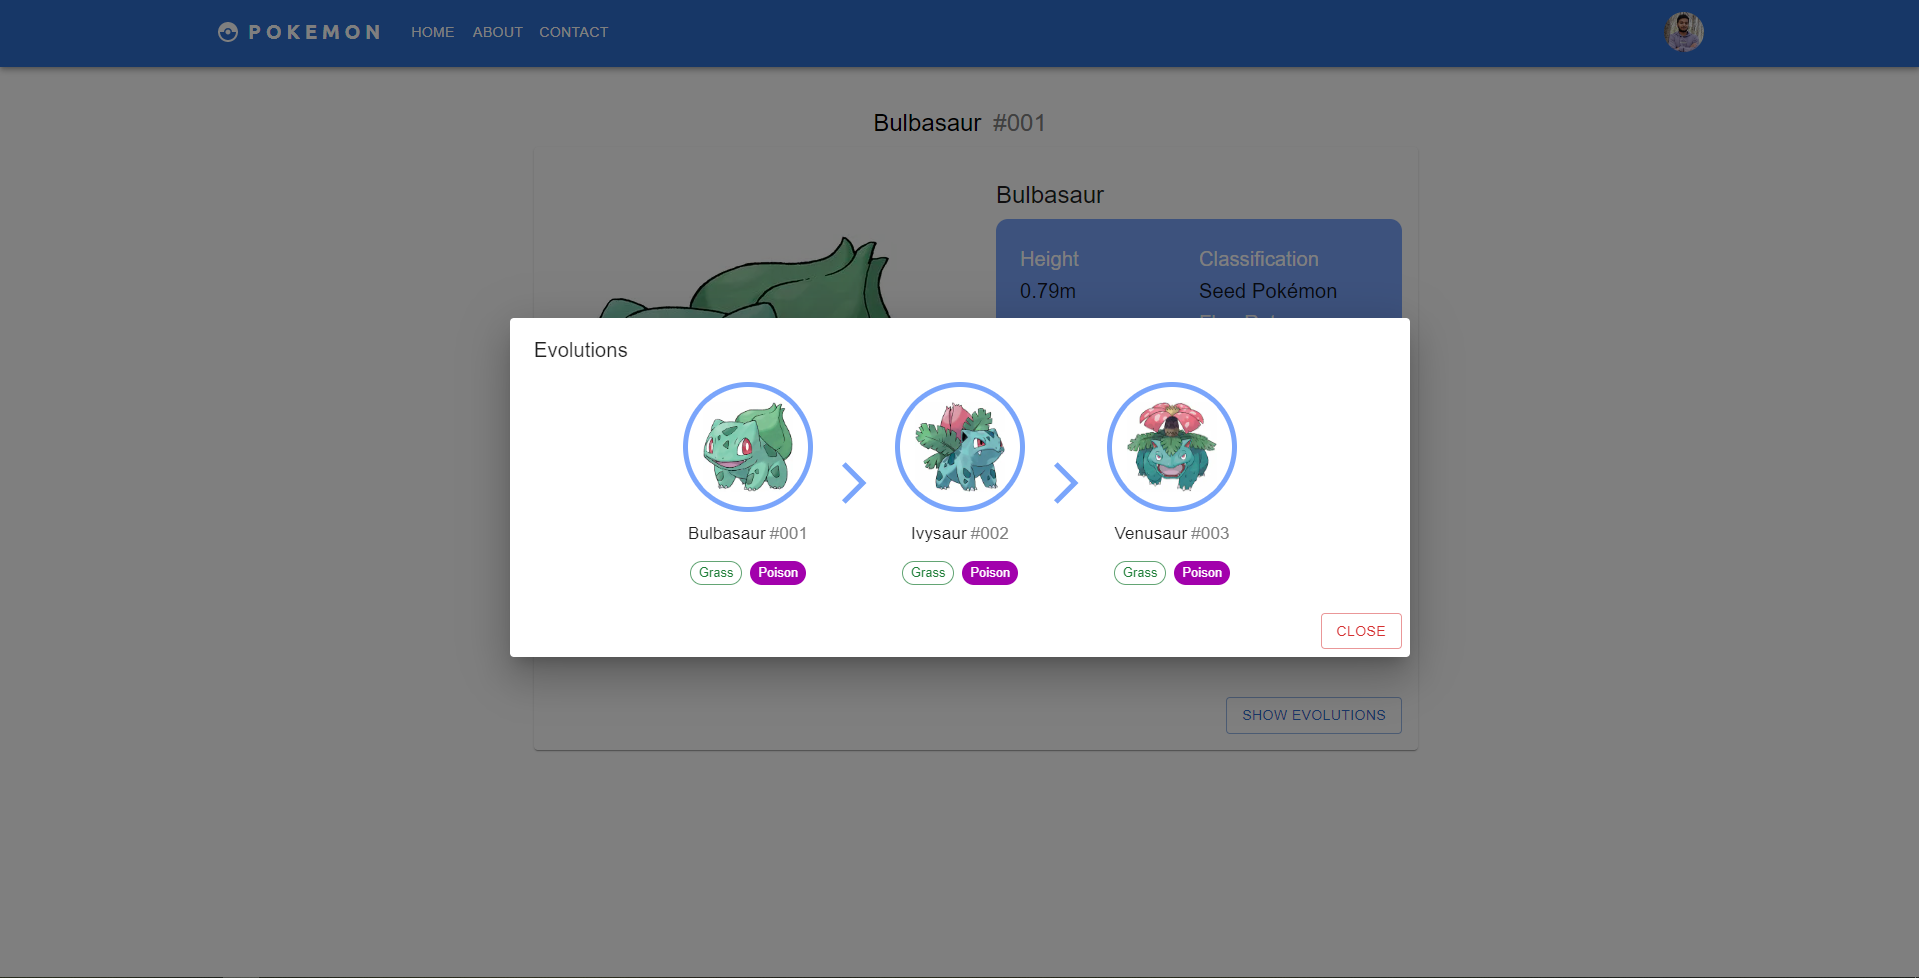 POKEMON HOME ABOUT CONTACT
Bulbasaur #001
Bulbasaur
Height Classification
0.79m Seed Pokémon
Evolutions
Bulbasaur #001 Ivysaur #002 Venusaur #003
Grass Poison Grass Poison Grass Poison
CLOSE
SHOW EVOLUTIONS